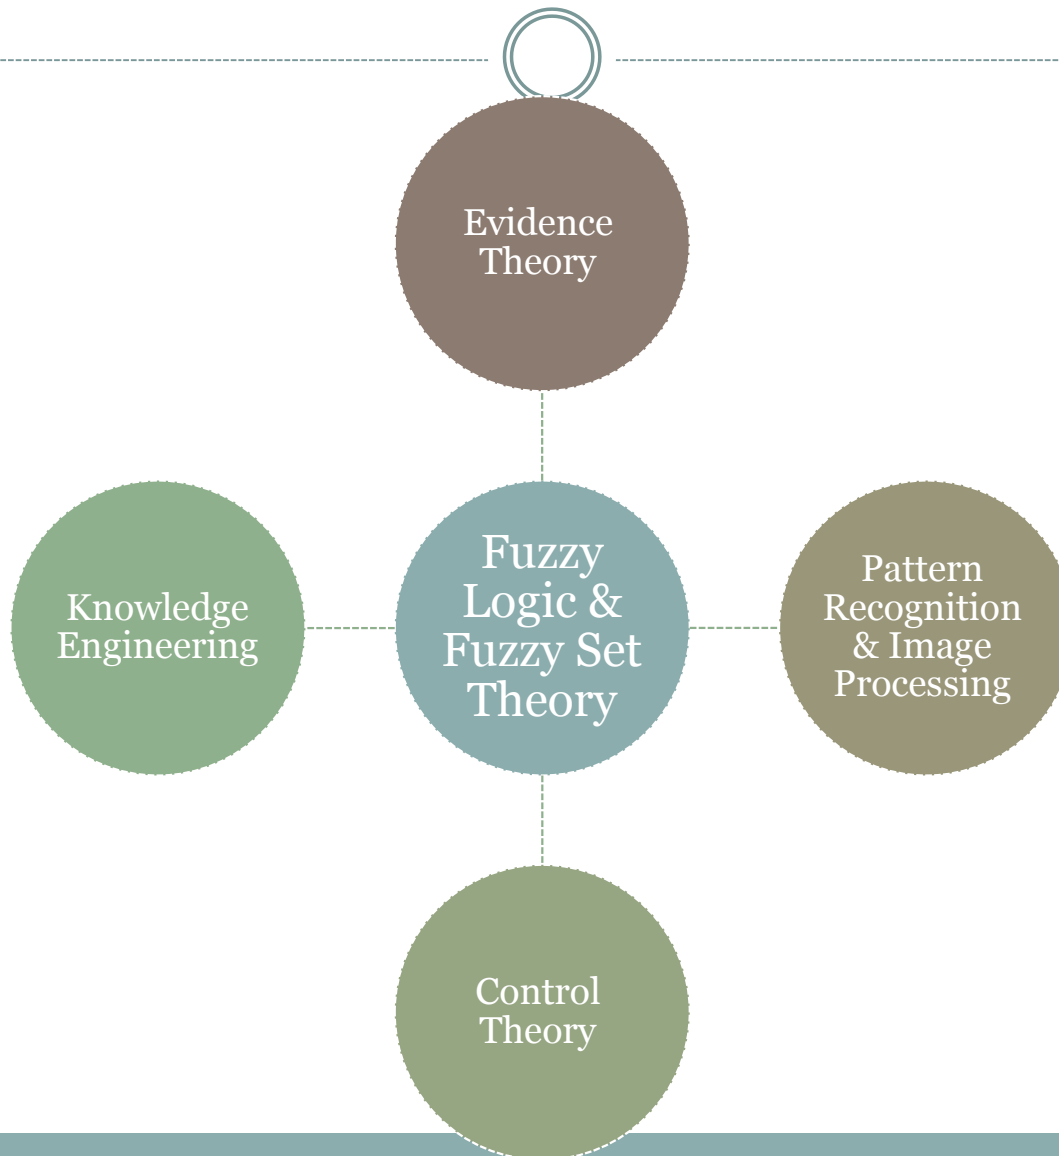 Evidence
Theory
Knowledge
Engineering
Fuzzy
Logic &
Fuzzy Set
Theory
Pattern
Recognition
& Image
Processing
Control
Theory